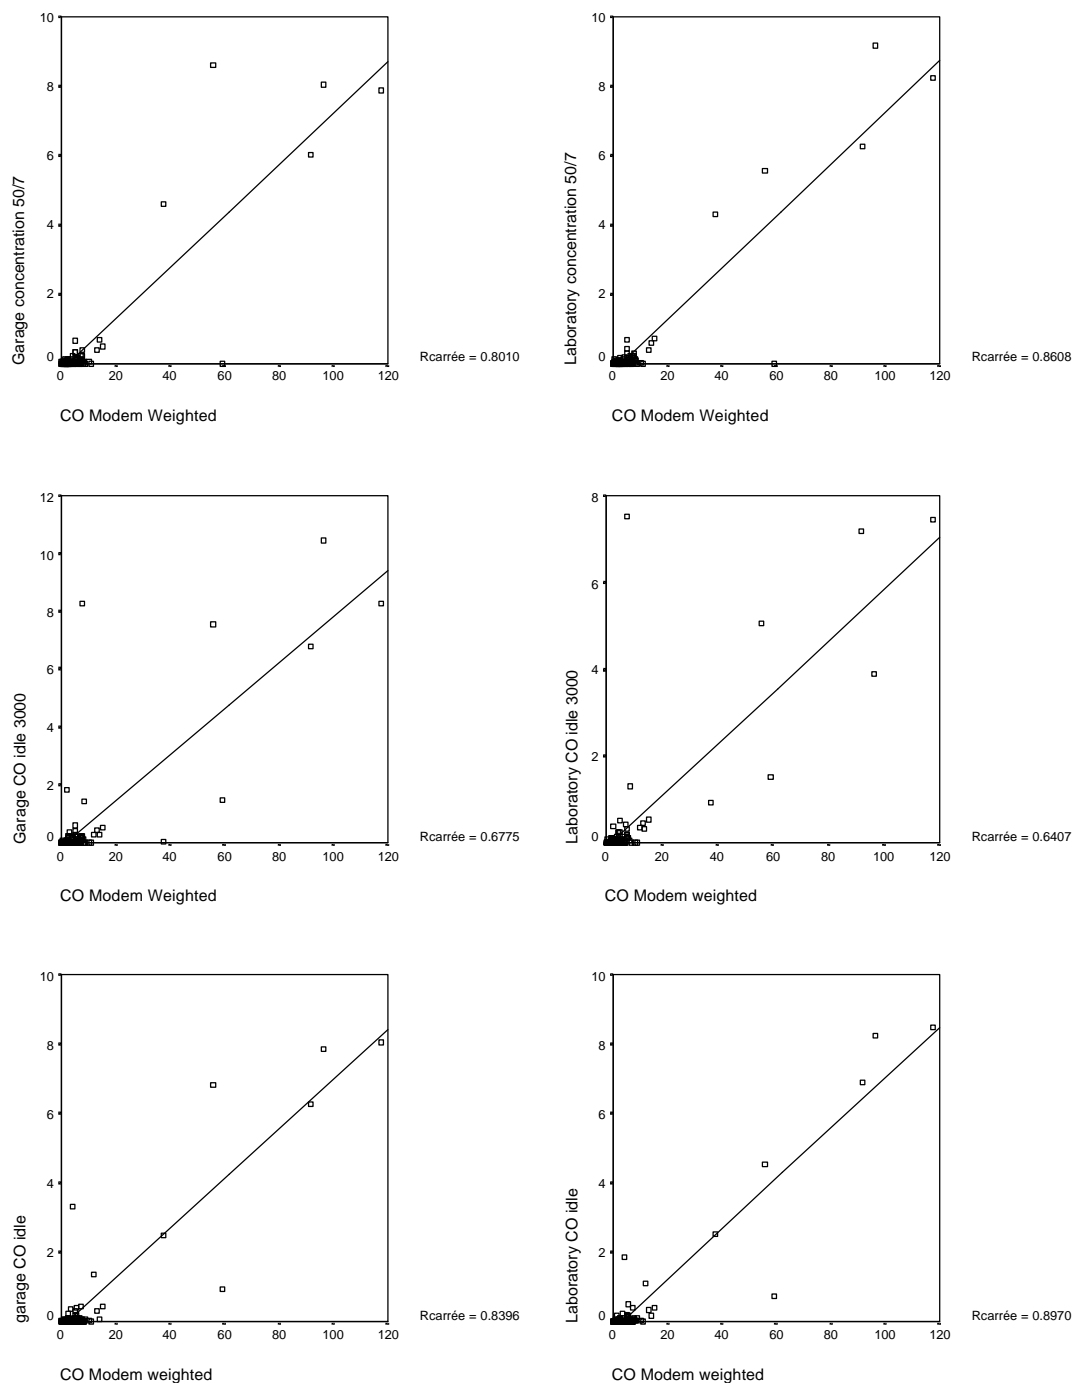 10
8
6
4
2
0
Garage concentration 50/7
0 20 40 60 80 100 120
CO Modem Weighted
Rcarrée = 0.8010
10
8
6
4
2
0
Laboratory concentration 50/7
0 20 40 60 80 100 120
CO Modem Weighted
Rcarrée = 0.8608
12
10
8
6
4
2
0
Garage CO idle 3000
0 20 40 60 80 100 120
CO Modem Weighted
Rcarrée = 0.6775
8
6
4
2
0
Laboratory CO idle 3000
0 20 40 60 80 100 120
CO Modem weighted
Rcarrée = 0.6407
10
8
6
4
2
0
garage CO idle
0 20 40 60 80 100 120
CO Modem weighted
Rcarrée = 0.8396
10
8
6
4
2
0
Laboratory CO idle
0 20 40 60 80 100 120
CO Modem weighted
Rcarrée = 0.8970